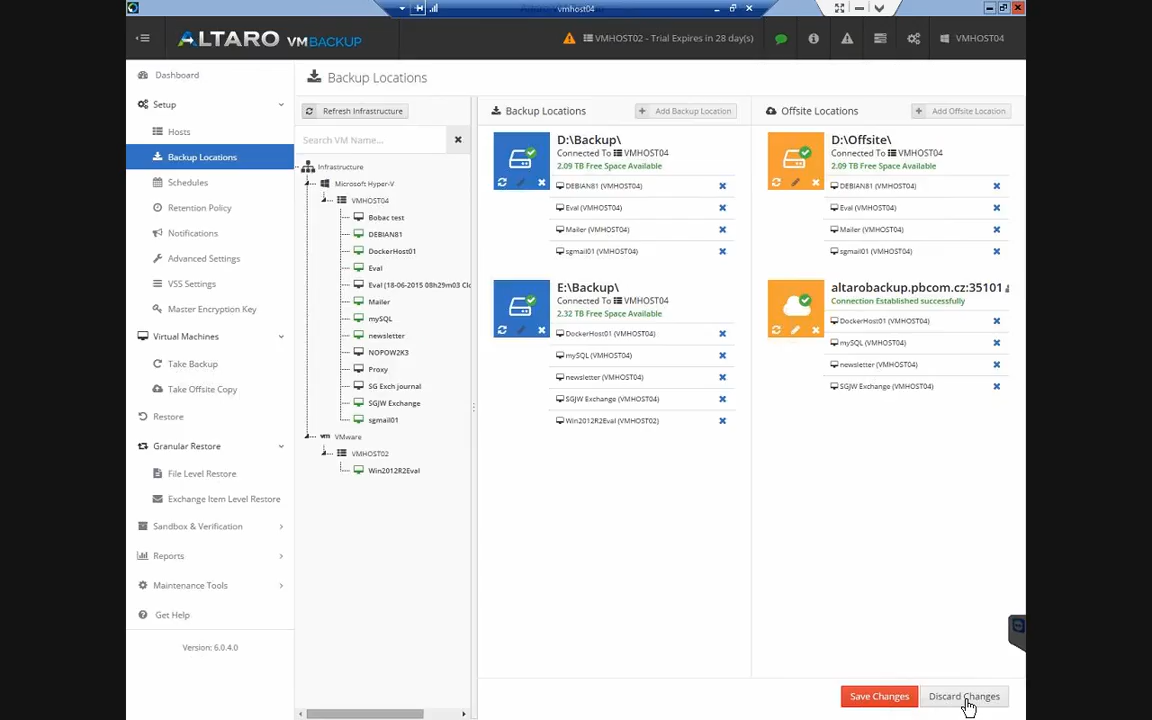 vmhost04
ALTARO VMBACKUP
VMHOST02 - Trial Expires in 28 day(s)
VMHOST04
Dashboard
Setup
Hosts
Backup Locations
Schedules
Retention Policy
Notifications
Advanced Settings
VSS Settings
Master Encryption Key
Virtual Machines
Take Backup
Take Offsite Copy
Restore
Granular Restore
File Level Restore
Exchange Item Level Restore
Sandbox & Verification
Reports
Maintenance Tools
Get Help
Version: 6.0.4.0
Backup Locations
Refresh Infrastructure
Search VM Name...
Infrastructure
Microsoft Hyper-V
VMHOST04
Bobac test
DEBIAN81
DockerHost01
Eval
Eval (18-06-2015 08h29m03 Clo
Mailer
mySQL
newsletter
NOPOW2K3
Proxy
SG Exch journal
SGJW Exchange
sgmail01
vm VMware
VMHOST02
Win2012R2Eval
Backup Locations
Add Backup Location
D:\Backup\
Connected To VMHOST04
2.09 TB Free Space Available
DEBIAN81 (VMHOST04)
Eval (VMHOST04)
Mailer (VMHOST04)
sgmail01 (VMHOST04)
E:\Backup\
Connected To VMHOST04
2.32 TB Free Space Available
DockerHost01 (VMHOST04)
mySQL (VMHOST04)
newsletter (VMHOST04)
SGJW Exchange (VMHOST04)
Win2012R2Eval (VMHOST02)
Offsite Locations
Add Offsite Location
D:\Offsite\
Connected To VMHOST04
2.09 TB Free Space Available
DEBIAN81 (VMHOST04)
Eval (VMHOST04)
Mailer (VMHOST04)
sgmail01 (VMHOST04)
altarobackup.pbcom.cz:35101
Connection Established successfully
DockerHost01 (VMHOST04)
mySQL (VMHOST04)
newsletter (VMHOST04)
SGJW Exchange (VMHOST04)
Save Changes
Discard Changes